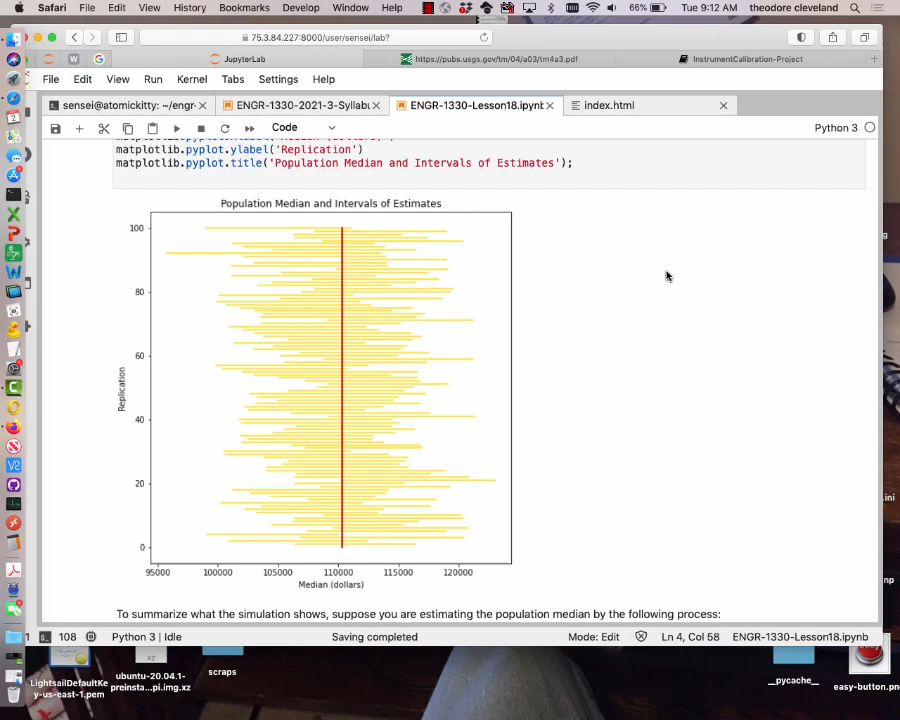 Safari File Edit View History Bookmarks Develop Window Help 66% Tue 9:12 AM theodore cleveland
75.3.84.227:8000/user/sensei/lab?
W G JupyterLab https://pubs.usgs.gov/tm/04/a03/tm4a3.pdf InstrumentCalibration-Project
File Edit View Run Kernel Tabs Settings Help
sensei@atomickitty: ~/engr- ENGR-1330-2021-3-Syllab ENGR-1330-Lesson18.ipynb index.html
Code Python 3
matplotlib.pyplot.ylabel('Replication')
matplotlib.pyplot.title('Population Median and Intervals of Estimates');
Population Median and Intervals of Estimates
100
80
60
Replication
40
20
0
95000 100000 105000 110000 115000 120000
Median (dollars)
To summarize what the simulation shows, suppose you are estimating the population median by the following process:
1 108 Python 3 | Idle Saving completed Mode: Edit Ln 4, Col 58 ENGR-1330-Lesson18.ipynb
LightsailDefaultKe
y-us-east-1.pem
ubuntu-20.04.1-
preinsta...pi.img.xz
scraps
__pycache__
easy-button.pn
xz
.ini
np